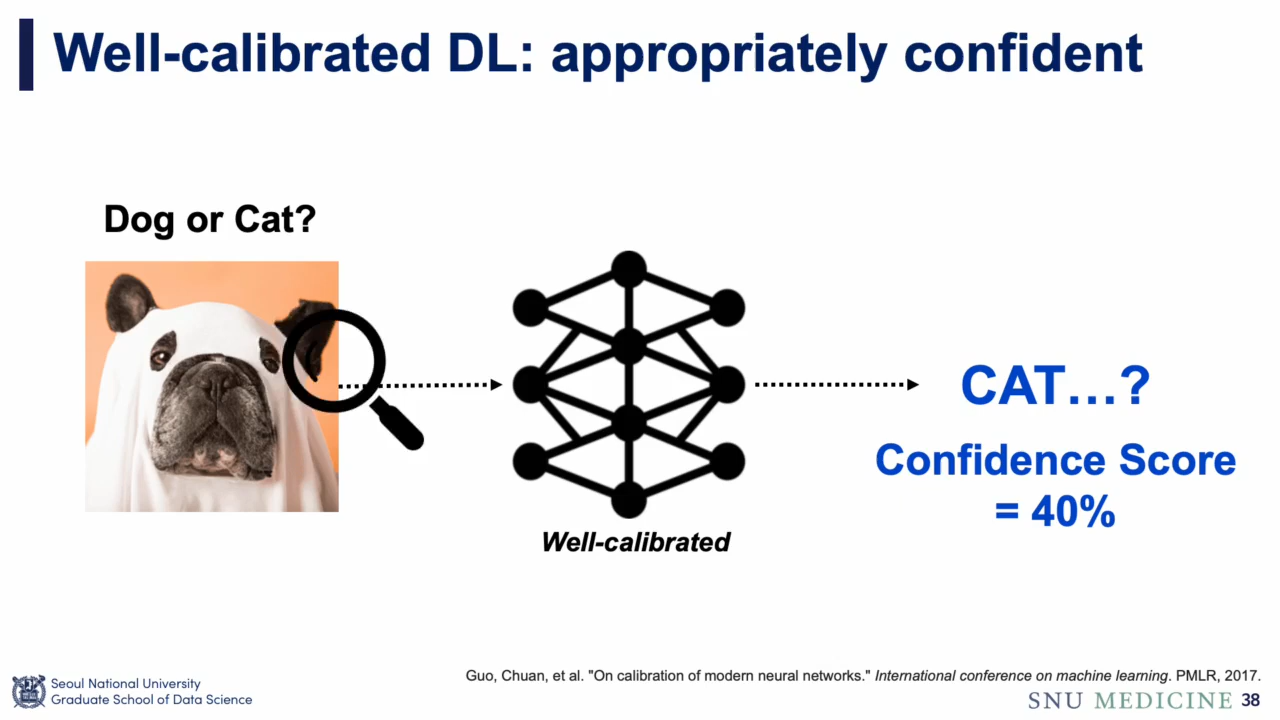 Well-calibrated DL: appropriately confident
Dog or Cat?
CAT...?
Confidence Score
= 40%
Well-calibrated
Guo, Chuan, et al. "On calibration of modern neural networks." International conference on machine learning. PMLR, 2017.
Seoul National University
Graduate School of Data Science
SNU MEDICINE 38